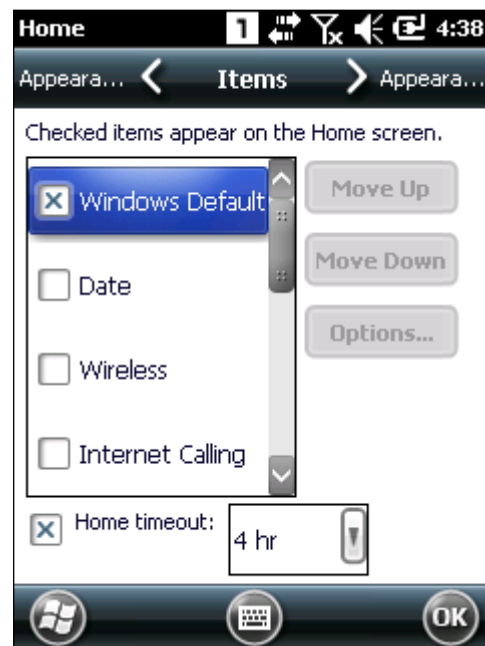 Home 1 4:38
Appeara... Items Appeara...
Checked items appear on the Home screen.
Windows Default
Move Up
Date
Move Down
Options...
Wireless
Internet Calling
Home timeout: 4 hr
OK